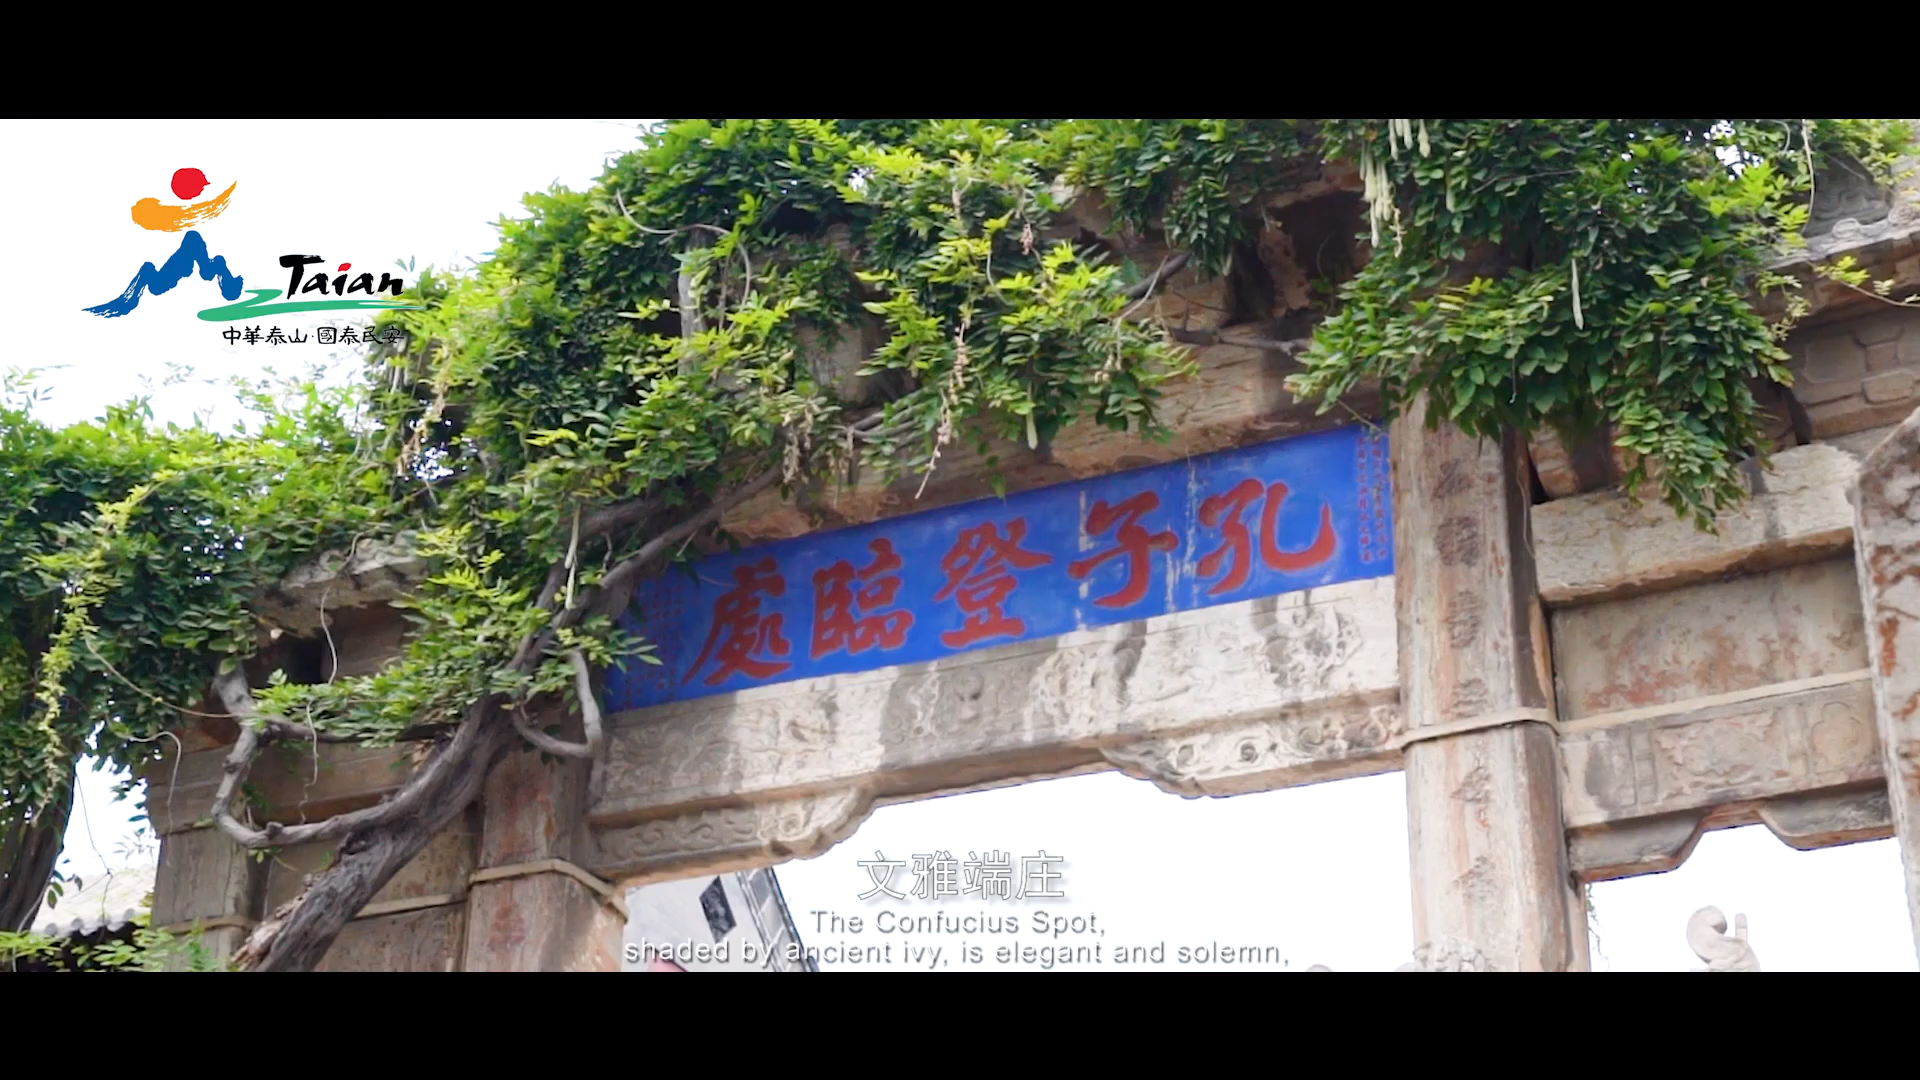 Taian
中華泰山·國泰民安
孔子登臨處
文雅端庄
The Confucius Spot,
shaded by ancient ivy, is elegant and solemn,